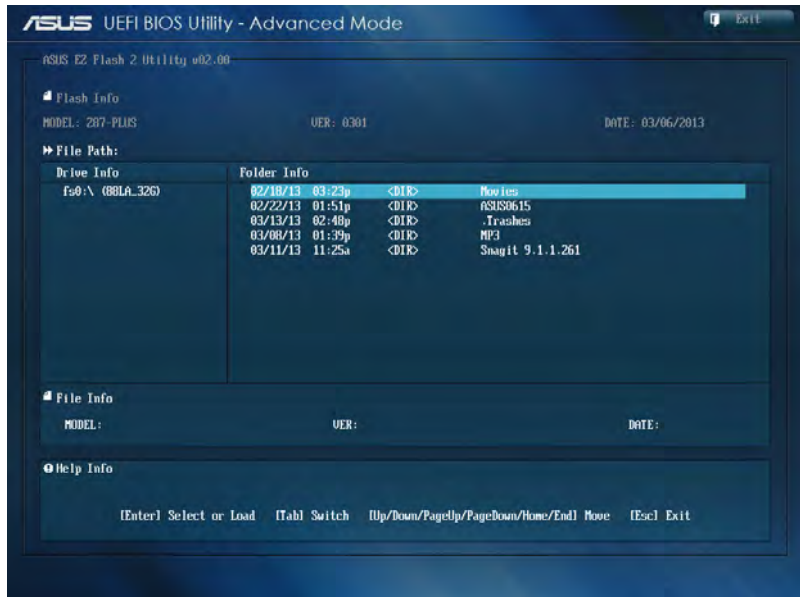 ASUS UEFI BIOS Utility - Advanced Mode
Exit
ASUS EZ Flash 2 Utility v02.00
Flash Info
MODEL: Z87-PLUS VER: 0301 DATE: 03/06/2013
File Path:
Drive Info Folder Info
fs0:\ (88LA_32G)
02/18/13 03:23p <DIR> Movies
02/22/13 01:51p <DIR> ASUS0615
03/13/13 02:48p <DIR> .Trashes
03/08/13 01:39p <DIR> MP3
03/11/13 11:25a <DIR> Snagit 9.1.1.261
File Info
MODEL: VER: DATE:
Help Info
[Enter] Select or Load [Tab] Switch [Up/Down/PageUp/PageDown/Home/End] Move [Esc] Exit